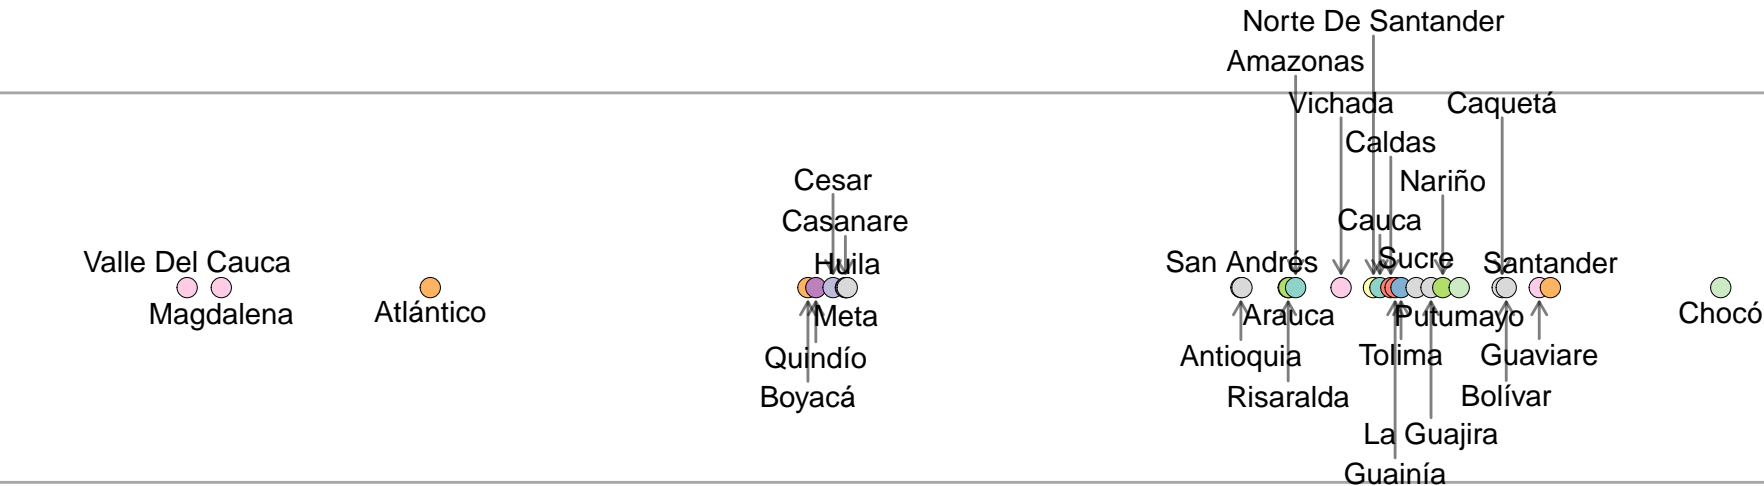 Norte De Santander
Amazonas
Vichada
Caquetá
Caldas
Cesar
Nariño
Casanare
Cauca
Valle Del Cauca
Huila
San Andrés
Sucre
Santander
Magdalena
Atlántico
Meta
Arauca
Putumayo
Chocó
Quindío
Antioquia
Tolima
Guaviare
Boyacá
Risaralda
Bolívar
La Guajira
Guainía